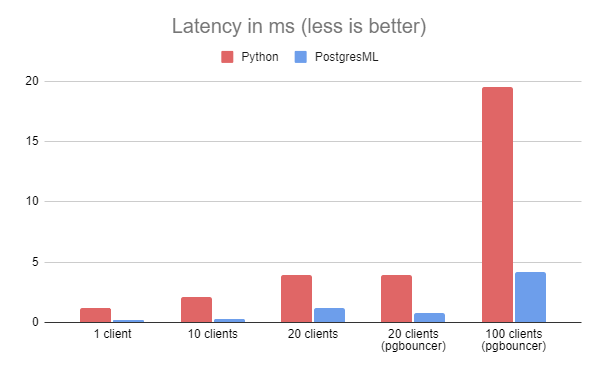 Latency in ms (less is better)
Python PostgresML
20
15
10
5
0
1 client 10 clients 20 clients 20 clients 100 clients
(pgbouncer) (pgbouncer)